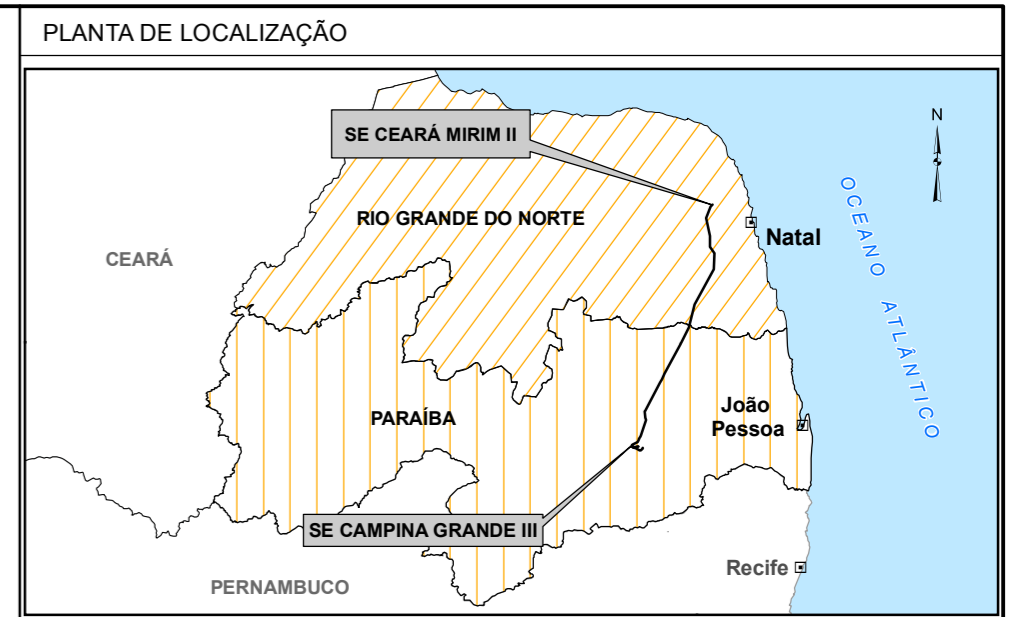 PLANTA DE LOCALIZAÇÃO
SE CEARÁ MIRIM II
N
RIO GRANDE DO NORTE
Natal
CEARÁ
OCEANO ATLÂNTICO
PARAÍBA
João
Pessoa
SE CAMPINA GRANDE III
Recife
PERNAMBUCO